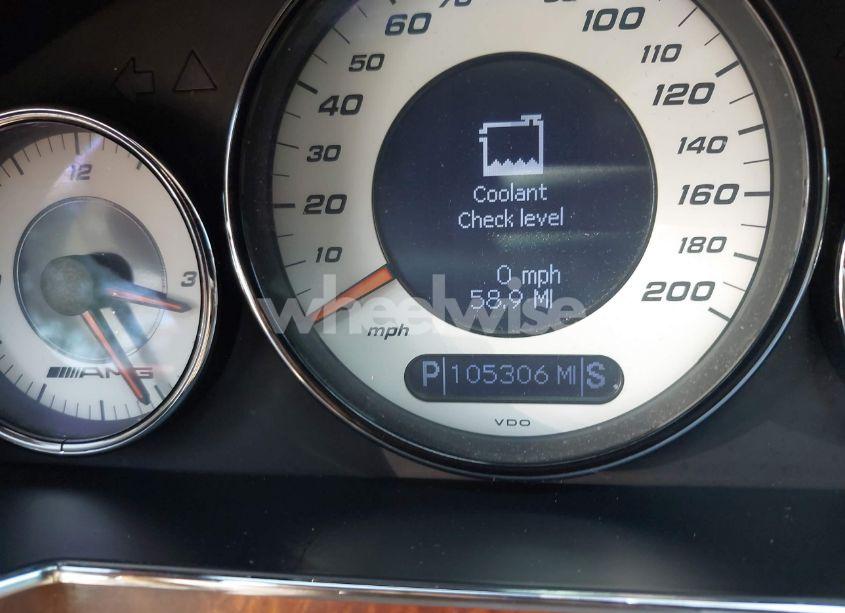 60
50
40
30
20
10
mph
80
100
110
120
140
160
180
200
Coolant
Check level
0 mph
58.9 MI
P 105306 MI S
VDO
12
3
AMG
wheelwise